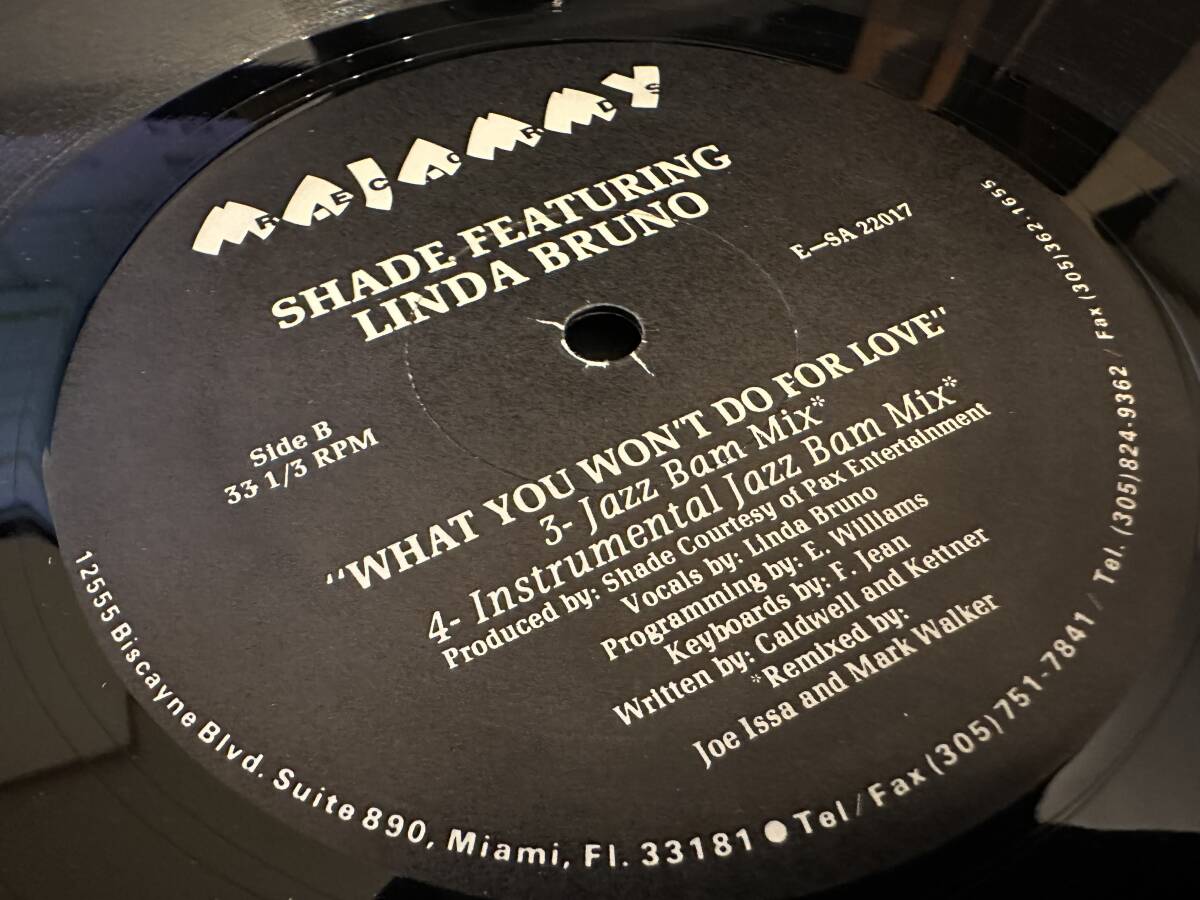 MAJAMMY
RECORDS
SHADE FEATURING
LINDA BRUNO
E—SA 22017
Side B
33 1/3 RPM
"WHAT YOU WON'T DO FOR LOVE"
3- Jazz Bam Mix*
4- Instrumental Jazz Bam Mix*
Produced by: Shade Courtesy of Pax Entertainment
Vocals by: Linda Bruno
Programming by: E. Williams
Keyboards by: F. Jean
Written by: Caldwell and Kettner
*Remixed by:
Joe Issa and Mark Walker
12555 Biscayne Blvd. Suite 890, Miami, Fl. 33181 ● Tel/Fax (305) 751-7841 / Tel. (305) 824-9362 / Fax (305) 362.1655